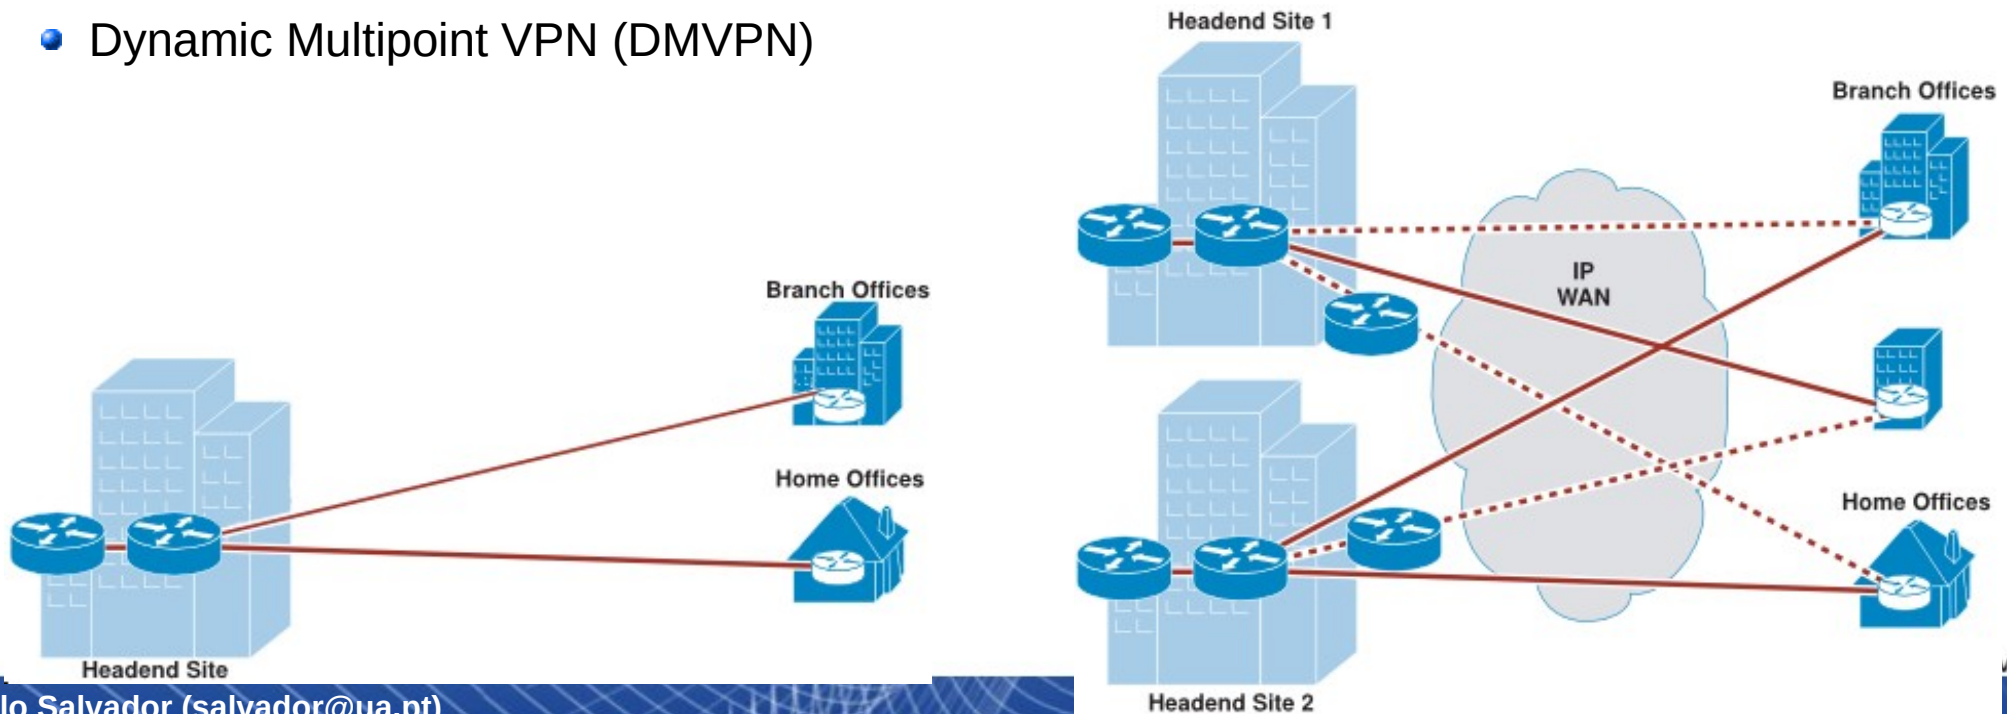 Dynamic Multipoint VPN (DMVPN)
Branch Offices
Home Offices
Headend Site
Headend Site 1
Branch Offices
IP
WAN
Home Offices
Headend Site 2
Salvador (salvador@ua.pt)